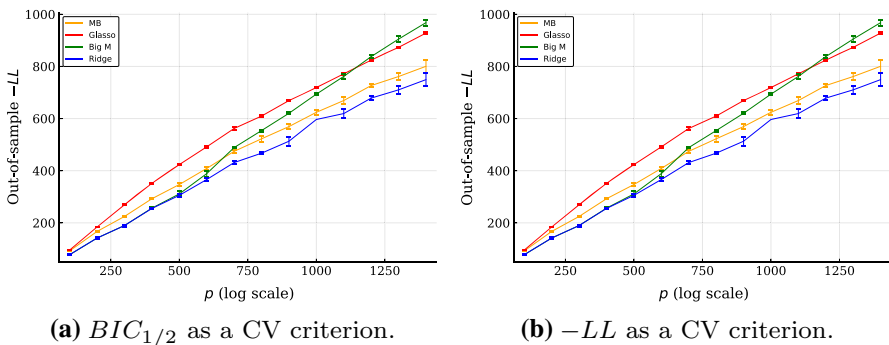 1000
800
600
400
200
Out-of-sample −LL
MB
Glasso
Big M
Ridge
250
500
750
1000
1250
p (log scale)
(a) BIC1/2 as a CV criterion.
1000
800
600
400
200
Out-of-sample −LL
MB
Glasso
Big M
Ridge
250
500
750
1000
1250
p (log scale)
(b) −LL as a CV criterion.